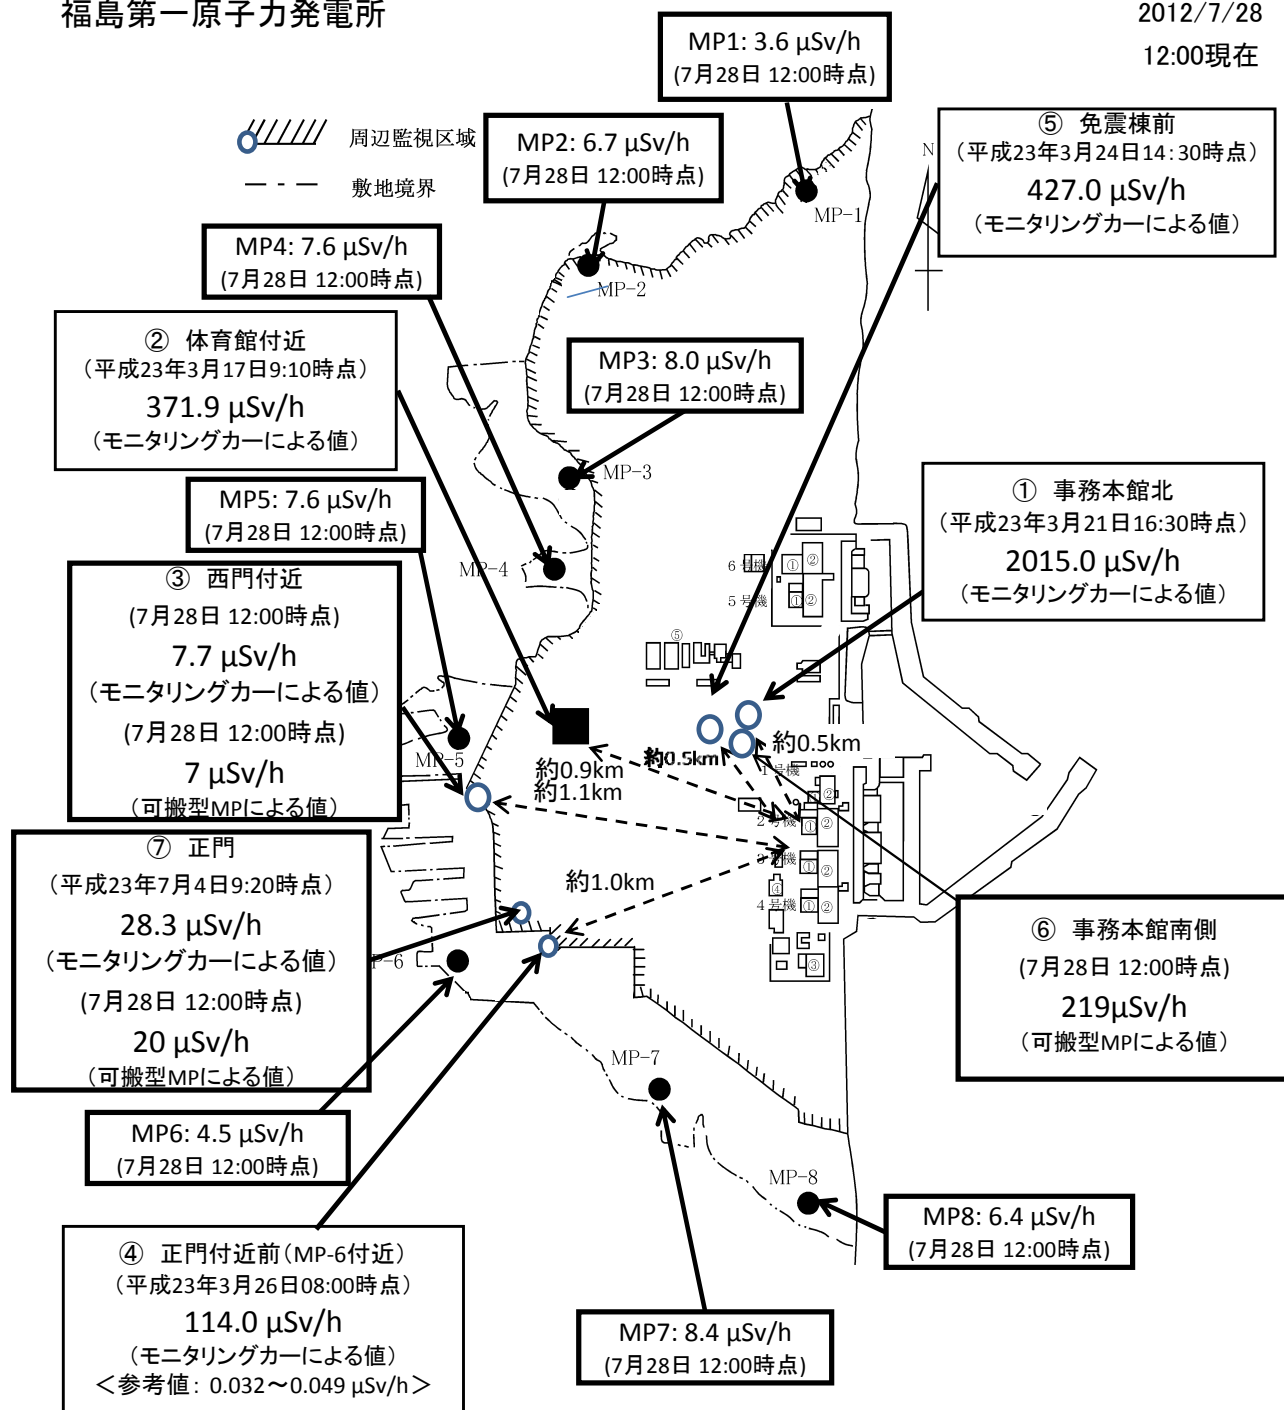 福島第一原子力発電所
2012/7/28
12:00現在
MP1: 3.6 μSv/h
(7月28日 12:00時点)
周辺監視区域
敷地境界
MP2: 6.7 μSv/h
(7月28日 12:00時点)
⑤ 免震棟前
（平成23年3月24日14:30時点）
427.0 μSv/h
（モニタリングカーによる値）
N
MP-1
MP4: 7.6 μSv/h
(7月28日 12:00時点)
MP-2
② 体育館付近
（平成23年3月17日9:10時点）
371.9 μSv/h
（モニタリングカーによる値）
MP3: 8.0 μSv/h
(7月28日 12:00時点)
MP-3
MP5: 7.6 μSv/h
(7月28日 12:00時点)
① 事務本館北
（平成23年3月21日16:30時点）
2015.0 μSv/h
（モニタリングカーによる値）
MP-4
6号機
① ②
5号機
① ②
⑤
③ 西門付近
(7月28日 12:00時点)
7.7 μSv/h
（モニタリングカーによる値）
(7月28日 12:00時点)
7 μSv/h
（可搬型MPによる値）
MP-5
約0.9km
約1.1km
約0.5km
約0.5km
1号機
① ②
2号機
① ②
3号機
① ②
④
4号機
① ②
③
約1.0km
⑦ 正門
（平成23年7月4日9:20時点）
28.3 μSv/h
（モニタリングカーによる値）
(7月28日 12:00時点)
20 μSv/h
（可搬型MPによる値）
P-6
⑥ 事務本館南側
(7月28日 12:00時点)
219μSv/h
（可搬型MPによる値）
MP-7
MP6: 4.5 μSv/h
(7月28日 12:00時点)
MP-8
MP8: 6.4 μSv/h
(7月28日 12:00時点)
④ 正門付近前（MP-6付近）
（平成23年3月26日08:00時点）
114.0 μSv/h
（モニタリングカーによる値）
＜参考値： 0.032～0.049 μSv/h＞
MP7: 8.4 μSv/h
(7月28日 12:00時点)